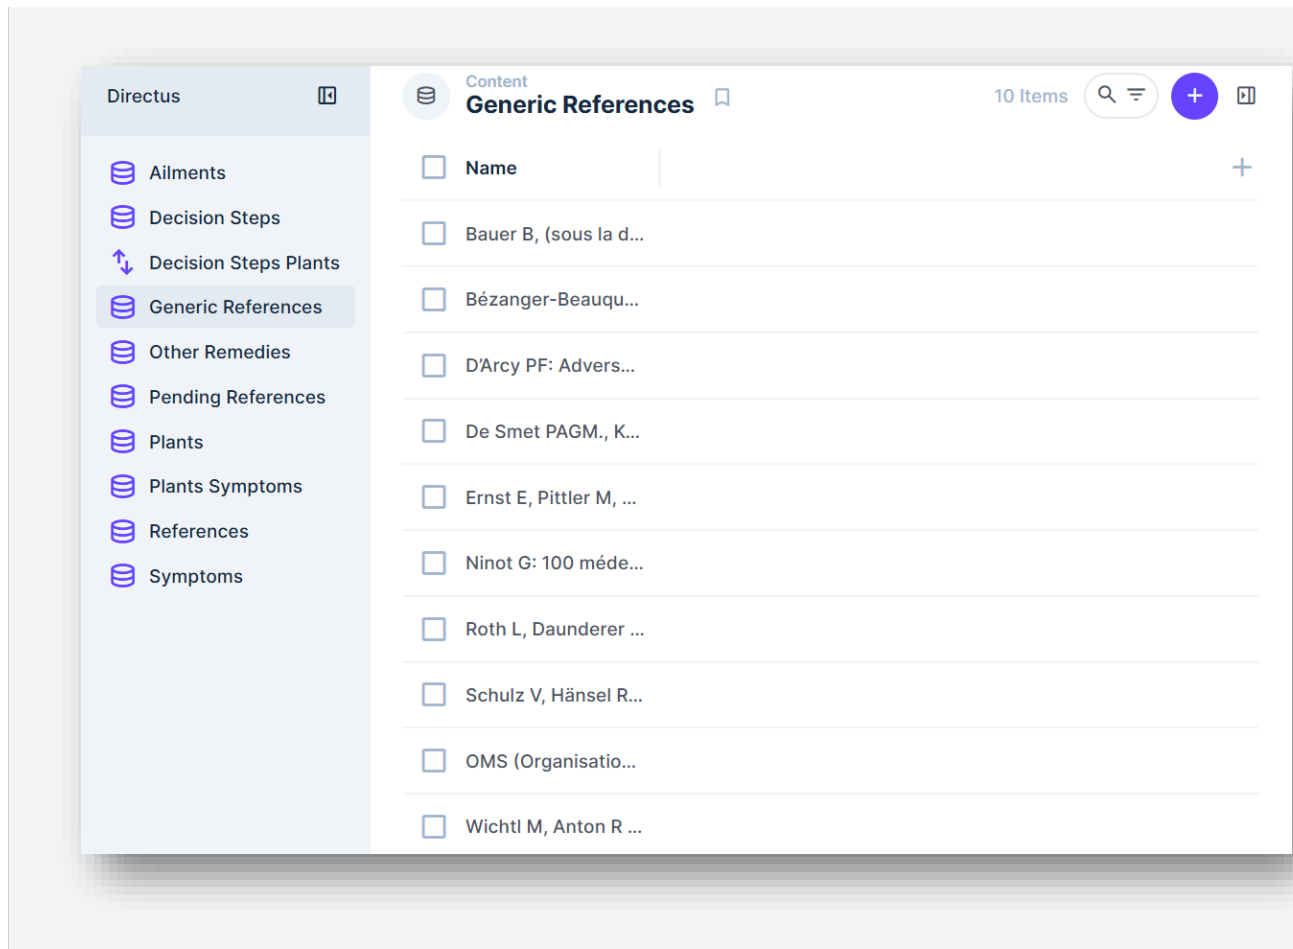 Directus
Ailments
Decision Steps
Decision Steps Plants
Generic References
Other Remedies
Pending References
Plants
Plants Symptoms
References
Symptoms
Content
Generic References
10 Items
Name
Bauer B, (sous la d...
Bézanger-Beauqu...
D’Arcy PF: Advers...
De Smet PAGM., K...
Ernst E, Pittler M, ...
Ninot G: 100 méde...
Roth L, Daunderer ...
Schulz V, Hänsel R...
OMS (Organisatio...
Wichtl M, Anton R ...